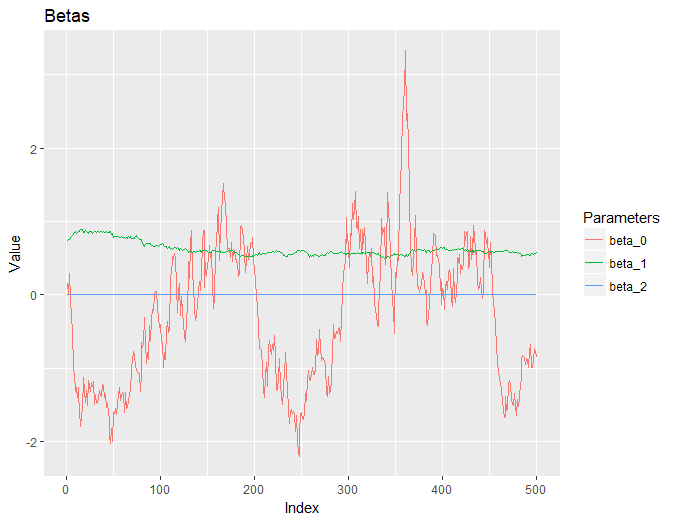 Betas
Value
2
0
-2
0
100
200
300
400
500
Index
Parameters
beta_0
beta_1
beta_2